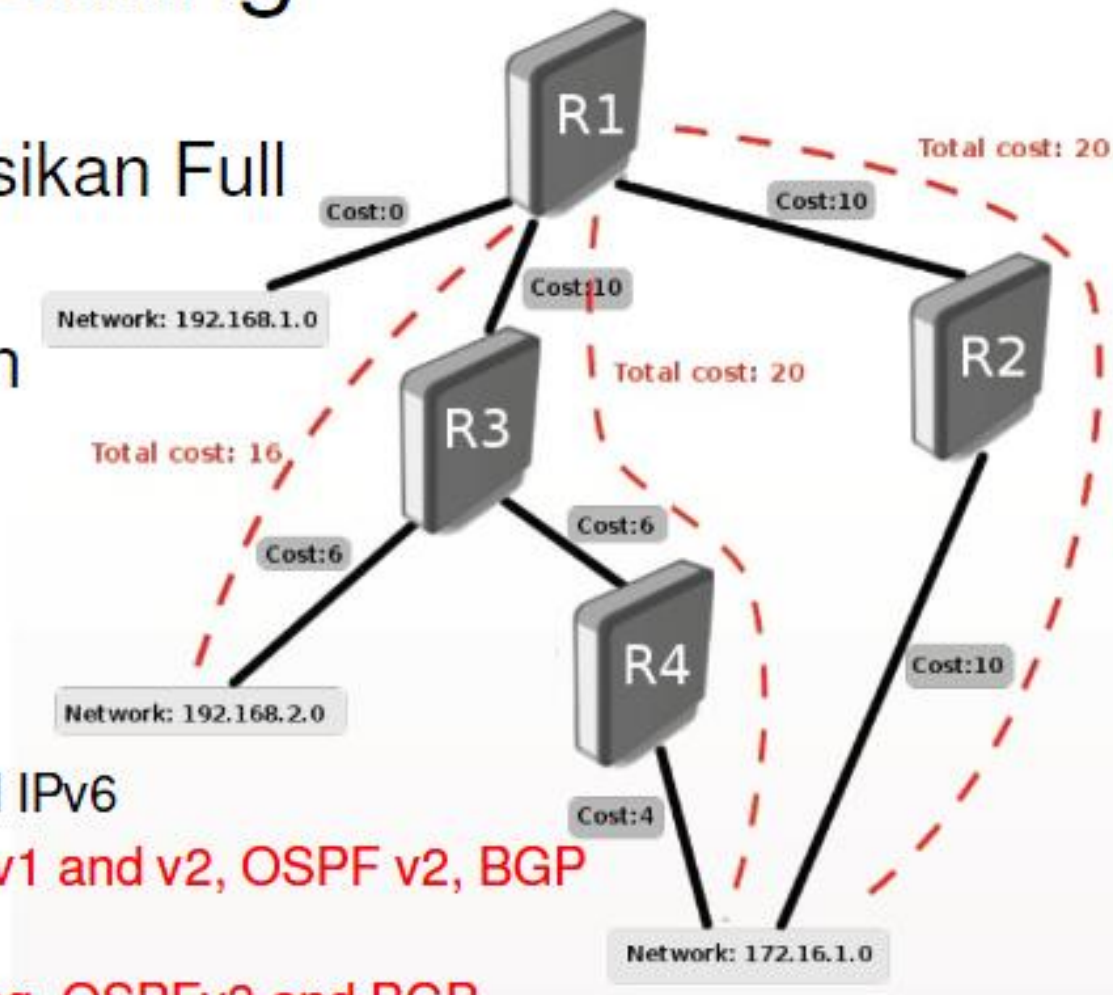 R1
sikan Full
Total cost: 20
Cost:10
Cost:0
Cost:10
Network: 192.168.1.0
R2
Total cost: 20
R3
Total cost: 16
Cost:6
Cost:6
R4
Cost:10
Network: 192.168.2.0
IPv6
v1 and v2, OSPF v2, BGP
Cost:4
Network: 172.16.1.0